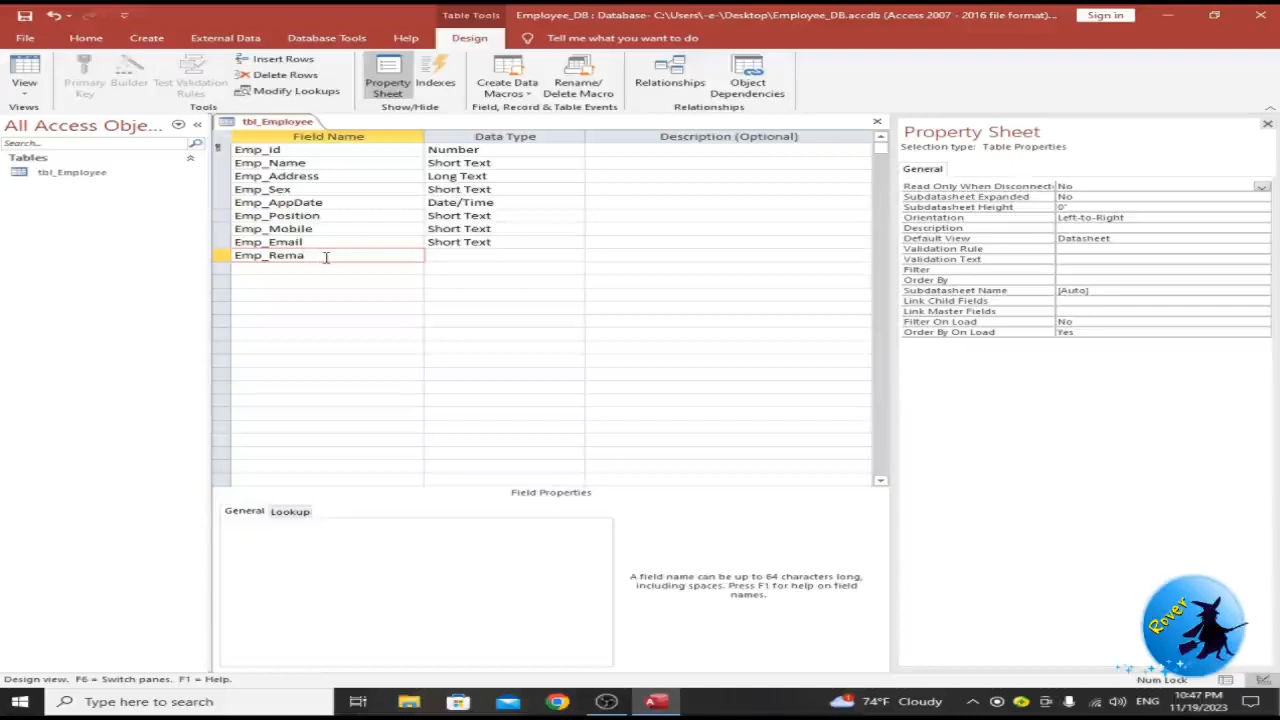 Table Tools
Employee_DB : Database- C:\Users\-e-\Desktop\Employee_DB.accdb (Access 2007 - 2016 file format)...
Sign in
File
Home
Create
External Data
Database Tools
Help
Design
Tell me what you want to do
View
Primary Key
Builder
Test Validation Rules
Insert Rows
Delete Rows
Modify Lookups
Property Sheet
Indexes
Create Data Macros
Rename/ Delete Macro
Relationships
Object Dependencies
Views
Tools
Show/Hide
Field, Record & Table Events
Relationships
All Access Obje...
Search...
Tables
tbl_Employee
tbl_Employee
Field Name Data Type Description (Optional)
Emp_id Number
Emp_Name Short Text
Emp_Address Long Text
Emp_Sex Short Text
Emp_AppDate Date/Time
Emp_Position Short Text
Emp_Mobile Short Text
Emp_Email Short Text
Emp_Rema
Field Properties
General Lookup
A field name can be up to 64 characters long,
including spaces. Press F1 for help on field
names.
Property Sheet
Selection type: Table Properties
General
Read Only When Disconnect No
Subdatasheet Expanded No
Subdatasheet Height 0"
Orientation Left-to-Right
Description
Default View Datasheet
Validation Rule
Validation Text
Filter
Order By
Subdatasheet Name [Auto]
Link Child Fields
Link Master Fields
Filter On Load No
Order By On Load Yes
Rover
Design view. F6 = Switch panes. F1 = Help.
Num Lock
Type here to search
74°F Cloudy
ENG
10:47 PM
11/19/2023